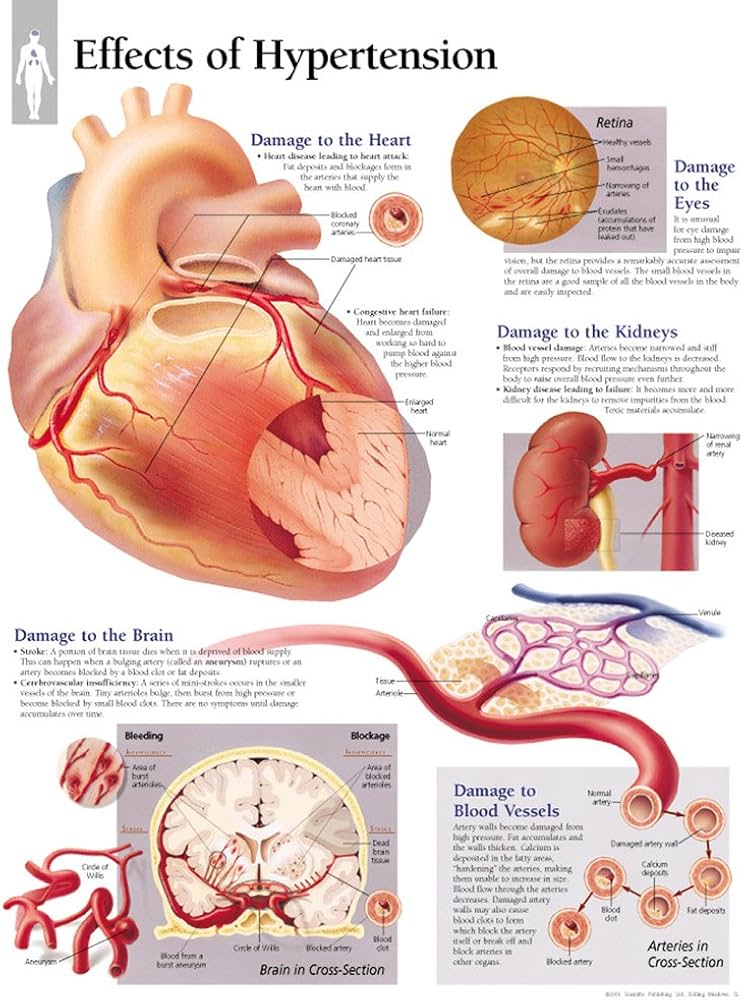 Effects of Hypertension
Damage to the Heart
• Heart disease leading to heart attack:
Fat deposits and blockages form in
the arteries that supply the
heart with blood.
Blocked
coronary
arteries
Damaged heart tissue
• Congestive heart failure:
Heart becomes damaged
and enlarged from
working so hard to
pump blood against
the higher blood
pressure.
Enlarged
heart
Normal
heart
Retina
Healthy vessels
Small
hemorrhages
Narrowing of
arteries
Exudates
(accumulations of
protein that have
leaked out)
Damage
to the
Eyes
It is unusual
for eye damage
from high blood
pressure to impair
vision, but the retina provides a remarkably accurate assessment
of overall damage to blood vessels. The small blood vessels in
the retina are a good sample of all the blood vessels in the body
and are easily inspected.
Damage to the Kidneys
• Blood vessel damage: Arteries become narrowed and stiff
from high pressure. Blood flow to the kidneys is decreased.
Receptors respond by recruiting mechanisms throughout the
body to raise overall blood pressure even further.
• Kidney disease leading to failure: It becomes more and more
difficult for the kidneys to remove impurities from the blood.
Toxic materials accumulate.
Narrowing
of renal
artery
Diseased
kidney
Capillaries
Venule
Capillaries
Tissue
Arteriole
Damage to the Brain
• Stroke: A portion of brain tissue dies when it is deprived of blood supply.
This can happen when a bulging artery (called an aneurysm) ruptures or an
artery becomes blocked by a blood clot or fat deposits.
• Cerebrovascular insufficiency: A series of mini-strokes occurs in the smaller
vessels of the brain. Tiny arterioles bulge, then burst from high pressure or
become blocked by small blood clots. There are no symptoms until damage
accumulates over time.
Bleeding
Blockage
INSUFFICIENCY
INSUFFICIENCY
Area of
burst
arterioles
Area of
blocked
arterioles
STROKE
STROKE
Dead
brain
tissue
Circle of
Willis
Aneurysm
Blood from a
burst aneurysm
Circle of Willis
Blocked artery
Blood
clot
Brain in Cross-Section
Damage to
Blood Vessels
Artery walls become damaged from
high pressure. Fat accumulates and
the walls thicken. Calcium is
deposited in the fatty areas,
"hardening" the arteries, making
them unable to increase in size.
Blood flow through the arteries
decreases. Damaged artery
walls may also cause
blood clots to form
which block the artery
itself or break off and
block arteries in
other organs.
Normal
artery
Damaged artery wall
Calcium
deposits
Fat deposits
Blood
clot
Blocked artery
Arteries in
Cross-Section
Scientific Publishing Ltd.